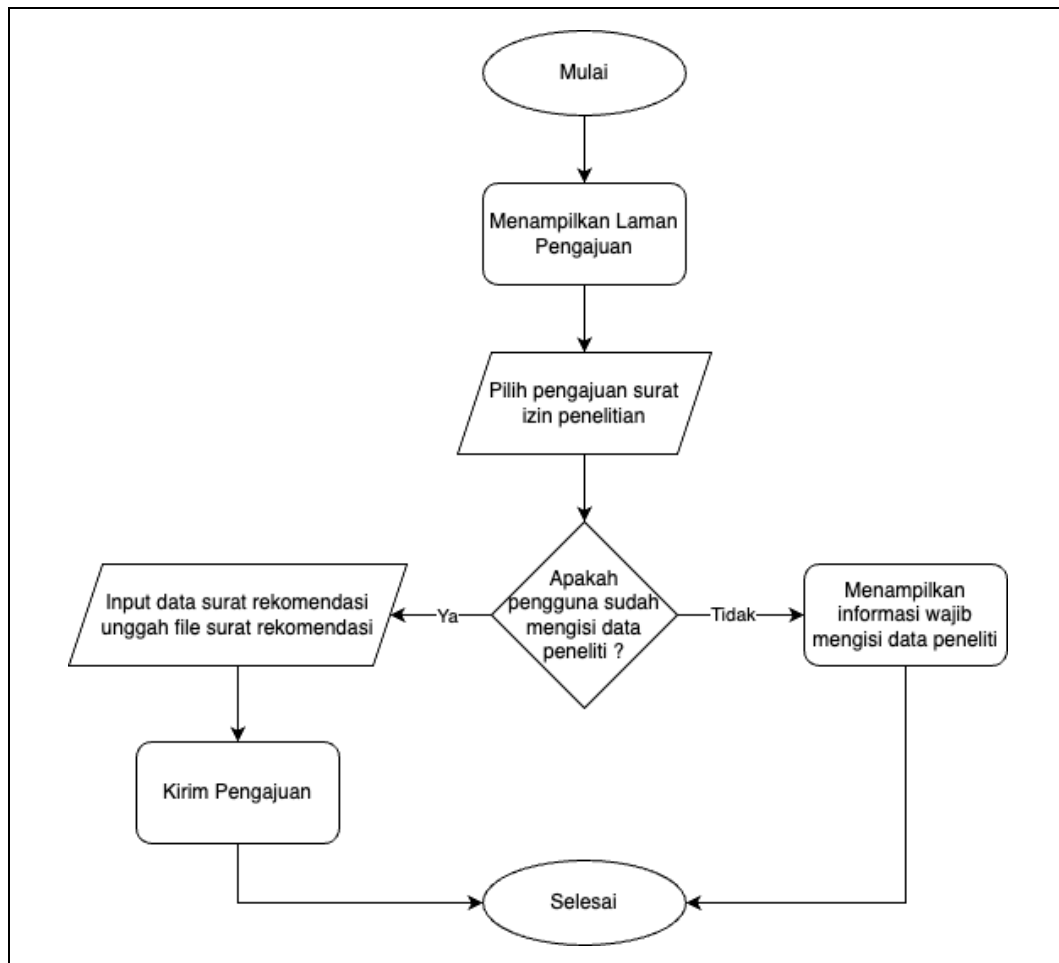 Mulai
Menampilkan Laman
Pengajuan
Pilih pengajuan surat
izin penelitian
Apakah
pengguna sudah
mengisi data
peneliti ?
Ya
Tidak
Input data surat rekomendasi
unggah file surat rekomendasi
Menampilkan
informasi wajib
mengisi data peneliti
Kirim Pengajuan
Selesai